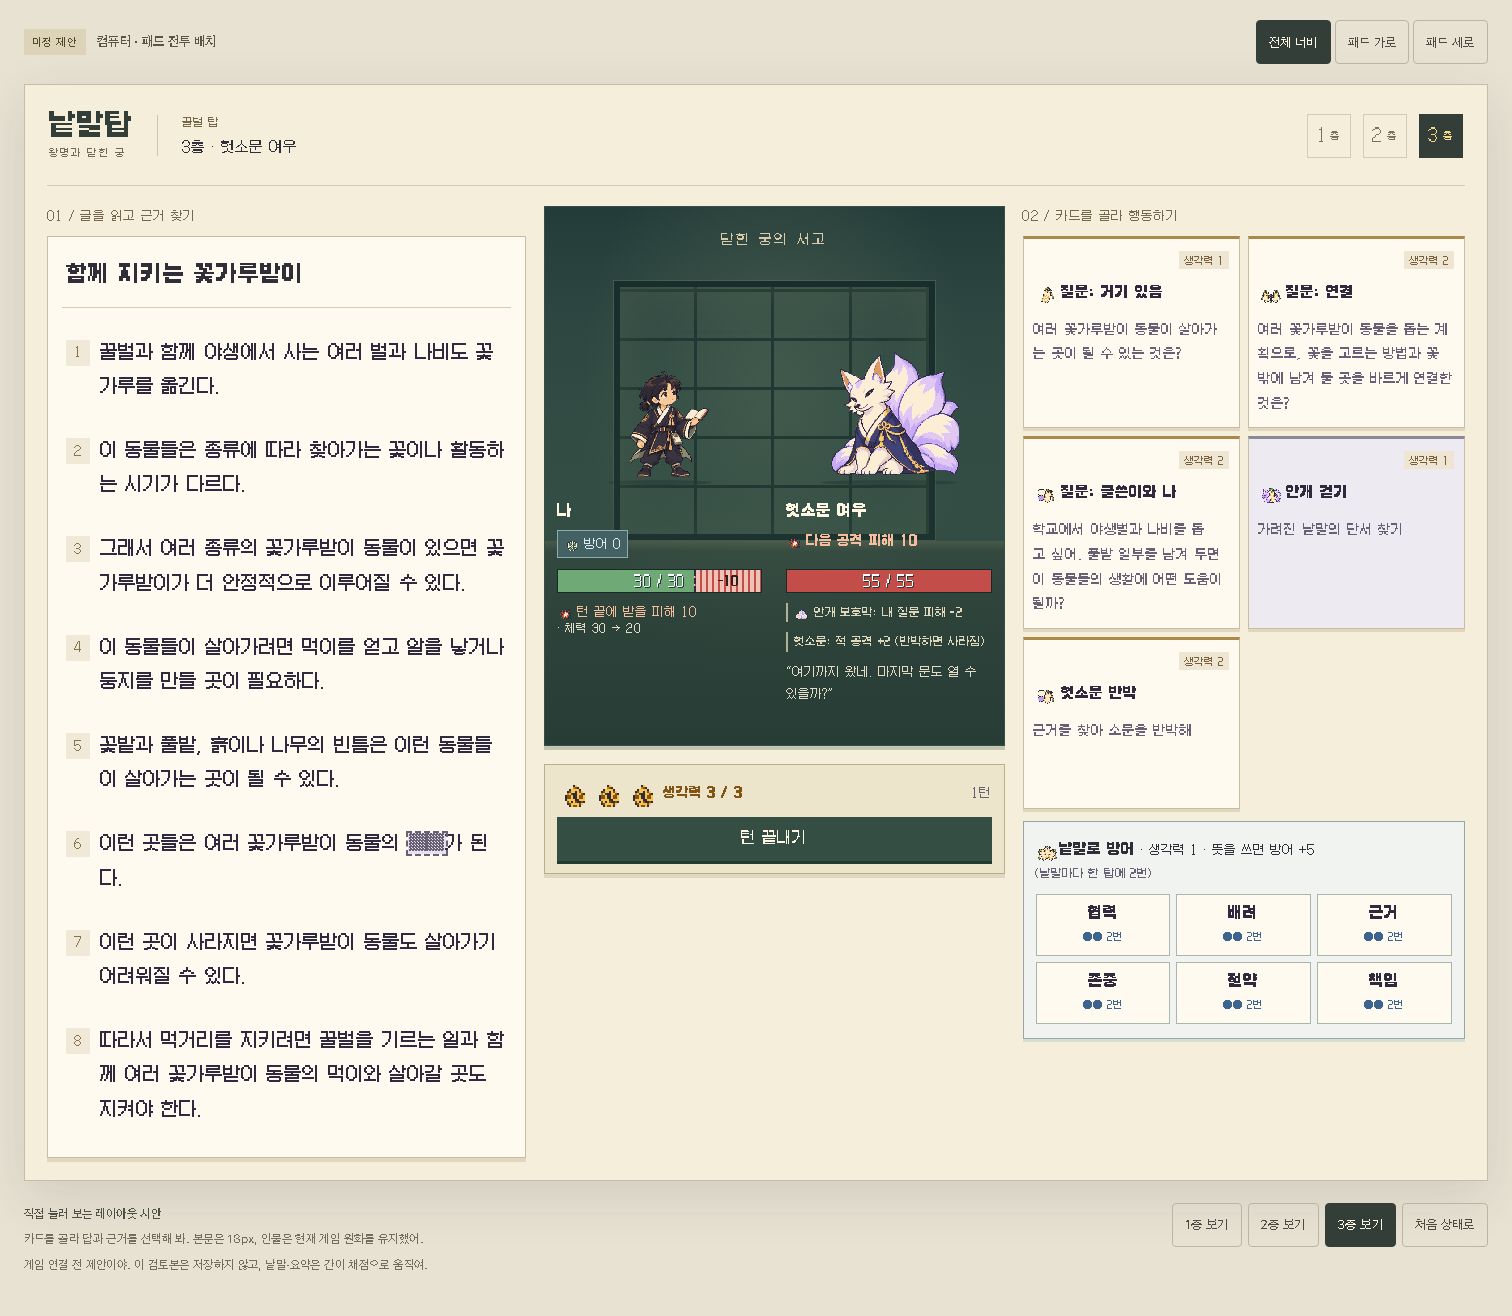 미정 제안
컴퓨터 · 패드 전투 배치
전체 너비
패드 가로
패드 세로
낱말탑
왕명과 닫힌 궁
꿀벌 탑
3층 · 헛소문 여우
1층
2층
3층
01 / 글을 읽고 근거 찾기
함께 지키는 꽃가루받이
1 꿀벌과 함께 야생에서 사는 여러 벌과 나비도 꽃
가루를 옮긴다.
2 이 동물들은 종류에 따라 찾아가는 꽃이나 활동하
는 시기가 다르다.
3 그래서 여러 종류의 꽃가루받이 동물이 있으면 꽃
가루받이가 더 안정적으로 이루어질 수 있다.
4 이 동물들이 살아가려면 먹이를 얻고 알을 낳거나
둥지를 만들 곳이 필요하다.
5 꽃밭과 풀밭, 흙이나 나무의 빈틈은 이런 동물들
이 살아가는 곳이 될 수 있다.
6 이런 곳들은 여러 꽃가루받이 동물의 가 된
다.
7 이런 곳이 사라지면 꽃가루받이 동물도 살아가기
어려워질 수 있다.
8 따라서 먹거리를 지키려면 꿀벌을 기르는 일과 함
께 여러 꽃가루받이 동물의 먹이와 살아갈 곳도
지켜야 한다.
닫힌 궁의 서고
나
방어 0
30 / 30
-10
턴 끝에 받을 피해 10
· 체력 30 → 20
헛소문 여우
다음 공격 피해 10
55 / 55
안개 보호막: 내 질문 피해 -2
헛소문: 적 공격 +2 (반박하면 사라짐)
“여기까지 왔네. 마지막 문도 열 수
있을까?”
생각력 3 / 3
1턴
턴 끝내기
02 / 카드를 골라 행동하기
생각력 1
질문: 거기 있음
여러 꽃가루받이 동물이 살아가
는 곳이 될 수 있는 것은?
생각력 2
질문: 연결
여러 꽃가루받이 동물을 돕는 계
획으로, 꽃을 고르는 방법과 꽃
밖에 남겨 둘 곳을 바르게 연결한
것은?
생각력 2
질문: 글쓴이와 나
학교에서 야생벌과 나비를 돕
고 싶어. 풀밭 일부를 남겨 두면
이 동물들의 생활에 어떤 도움이
될까?
생각력 1
안개 걷기
가려진 낱말의 단서 찾기
생각력 2
헛소문 반박
근거를 찾아 소문을 반박해
낱말로 방어 · 생각력 1 · 뜻을 쓰면 방어 +5
(낱말마다 한 탑에 2번)
협력
2번
배려
2번
근거
2번
존중
2번
절약
2번
책임
2번
직접 눌러 보는 레이아웃 시안
카드를 골라 답과 근거를 선택해 봐. 본문은 18px, 인물은 현재 게임 원화를 유지했어.
게임 연결 전 제안이야. 이 검토본은 저장하지 않고, 낱말·요약은 간이 채점으로 움직여.
1층 보기
2층 보기
3층 보기
처음 상태로